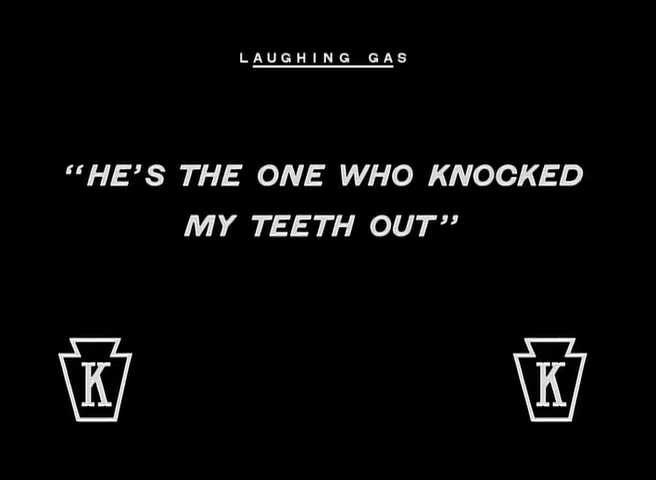 LAUGHING GAS
“HE’S THE ONE WHO KNOCKED
MY TEETH OUT”
K K